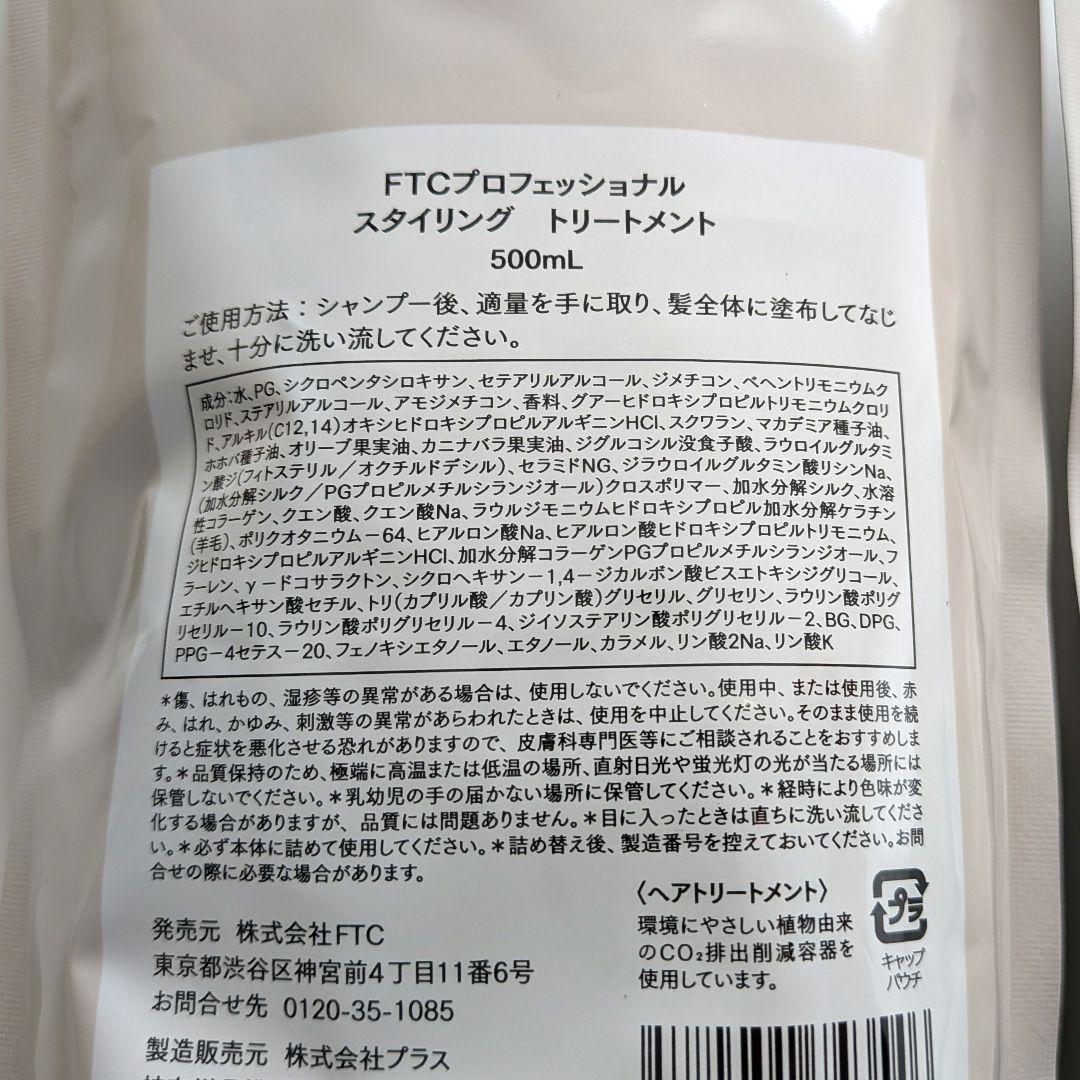 FTCプロフェッショナル
スタイリング　トリートメント
500mL
ご使用方法：シャンプー後、適量を手に取り、髪全体に塗布してなじ
ませ、十分に洗い流してください。
成分：水、PG、シクロペンタシロキサン、セテアリルアルコール、ジメチコン、ベヘントリモニウムク
ロリド、ステアリルアルコール、アモジメチコン、香料、グアーヒドロキシプロピルトリモニウムクロリ
ド、アルキル(C12,14)オキシヒドロキシプロピルアルギニンHCl、スクワラン、マカデミア種子油、
ホホバ種子油、オリーブ果実油、カニナバラ果実油、ジグルコシル没食子酸、ラウロイルグルタミ
ン酸ジ(フィトステリル／オクチルドデシル)、セラミドNG、ジラウロイルグルタミン酸リシンNa、
(加水分解シルク／PGプロピルメチルシランジオール)クロスポリマー、加水分解シルク、水溶
性コラーゲン、クエン酸、クエン酸Na、ラウルジモニウムヒドロキシプロピル加水分解ケラチン
(羊毛)、ポリクオタニウム－64、ヒアルロン酸Na、ヒアルロン酸ヒドロキシプロピルトリモニウム、
ジヒドロキシプロピルアルギニンHCl、加水分解コラーゲンPGプロピルメチルシランジオール、フ
ラーレン、γ－ドコサラクトン、シクロヘキサン－1,4－ジカルボン酸ビスエトキシジグリコール、
エチルヘキサン酸セチル、トリ(カプリル酸／カプリン酸)グリセリル、グリセリン、ラウリン酸ポリグ
リセリル－10、ラウリン酸ポリグリセリル－4、ジイソステアリン酸ポリグリセリル－2、BG、DPG、
PPG－4セテス－20、フェノキシエタノール、エタノール、カラメル、リン酸2Na、リン酸K
＊傷、はれもの、湿疹等の異常がある場合は、使用しないでください。使用中、または使用後、赤
み、はれ、かゆみ、刺激等の異常があらわれたときは、使用を中止してください。そのまま使用を続
けると症状を悪化させる恐れがありますので、皮膚科専門医等にご相談されることをおすすめしま
す。＊品質保持のため、極端に高温または低温の場所、直射日光や蛍光灯の光が当たる場所には
保管しないでください。＊乳幼児の手の届かない場所に保管してください。＊経時により色味が変
化する場合がありますが、品質には問題ありません。＊目に入ったときは直ちに洗い流してくださ
い。＊必ず本体に詰めて使用してください。＊詰め替え後、製造番号を控えておいてください。お問
合せの際に必要な場合があります。
〈ヘアトリートメント〉
環境にやさしい植物由来
のCO₂排出削減容器を
使用しています。
プラ
キャップ
パウチ
発売元 株式会社FTC
東京都渋谷区神宮前4丁目11番6号
お問合せ先 0120-35-1085
製造販売元 株式会社プラス